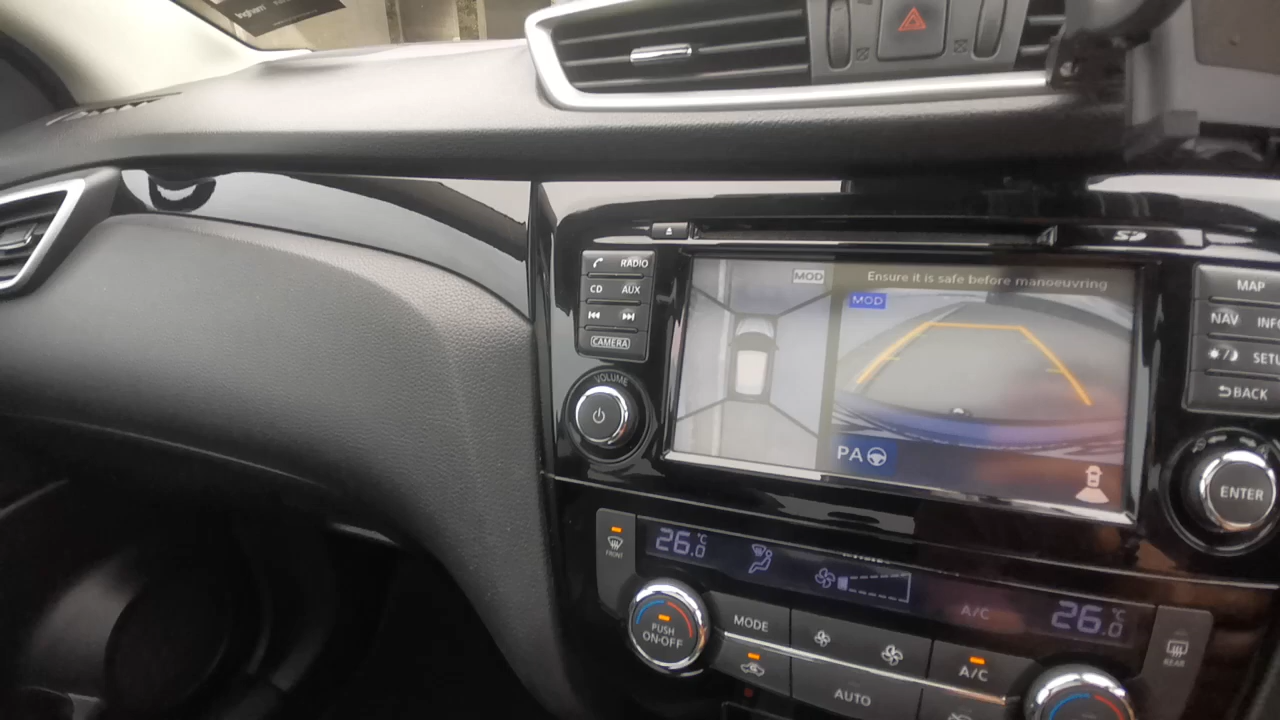 Ingham
SD
RADIO
CD AUX
CAMERA
VOLUME
MOD
Ensure it is safe before manoeuvring
MOD
PA
MAP
NAV
BACK
ENTER
FRONT
26.0 °C
A/C
26.0 °C
PUSH
ON·OFF
MODE
A/C
AUTO
REAR